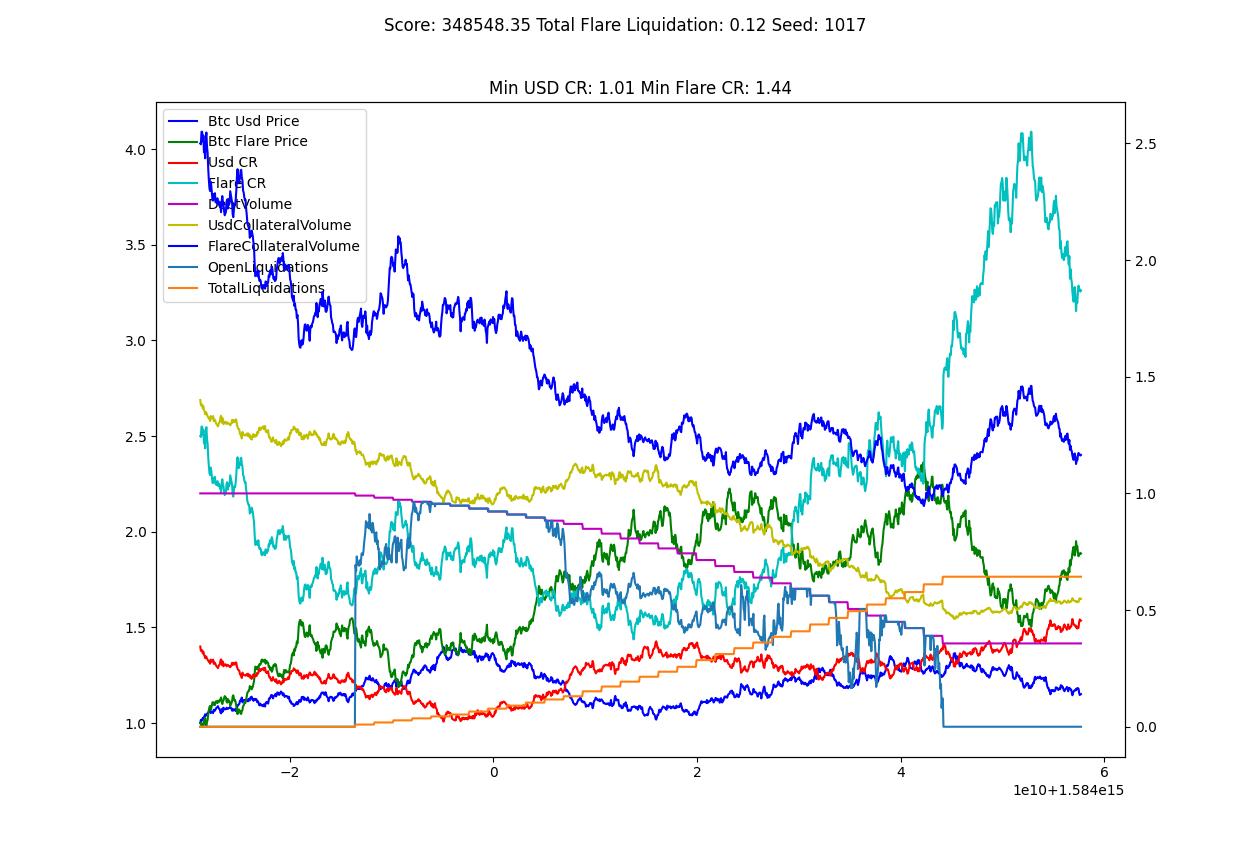 Score: 348548.35 Total Flare Liquidation: 0.12 Seed: 1017
Min USD CR: 1.01 Min Flare CR: 1.44
Btc Usd Price
Btc Flare Price
Usd CR
Flare CR
DebtVolume
UsdCollateralVolume
FlareCollateralVolume
OpenLiquidations
TotalLiquidations
4.0
3.5
3.0
2.5
2.0
1.5
1.0
2.5
2.0
1.5
1.0
0.5
0.0
−2
0
2
4
6
1e10+1.584e15